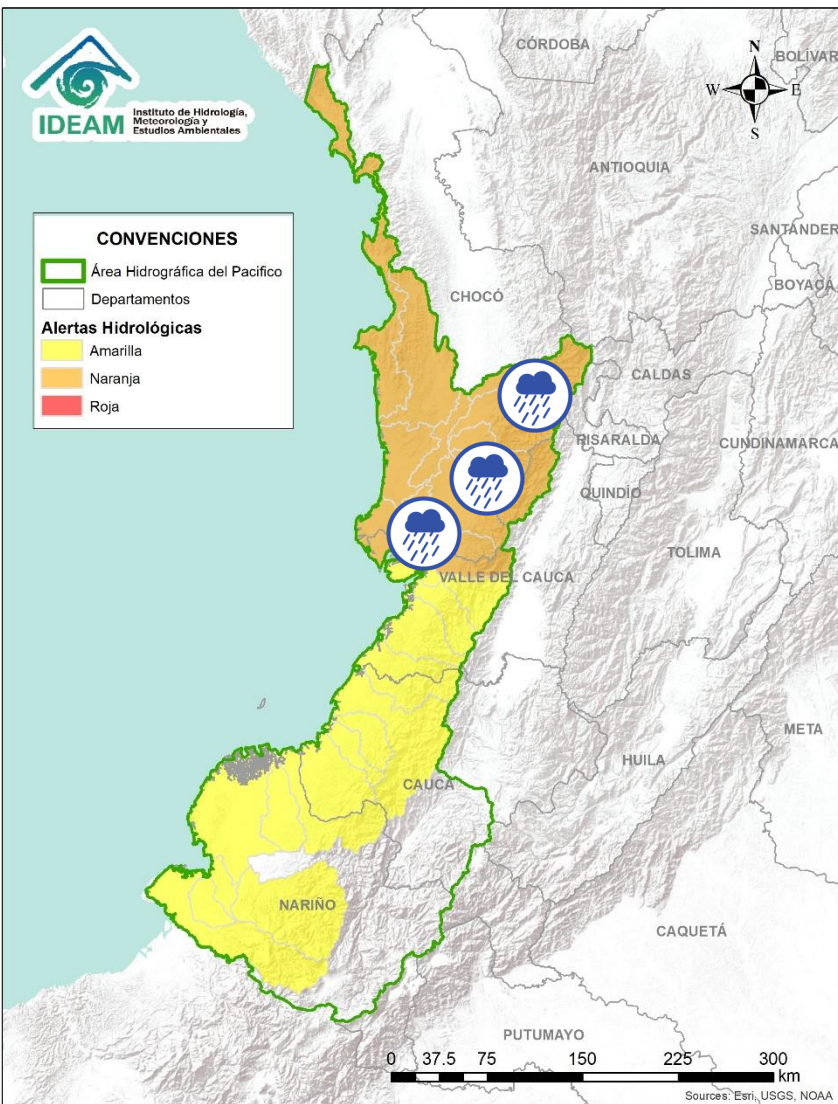 IDEAM
Instituto de Hidrología,
Meteorología y
Estudios Ambientales
CONVENCIONES
Área Hidrográfica del Pacifico
Departamentos
Alertas Hidrológicas
Amarilla
Naranja
Roja
N
W
E
S
CÓRDOBA
BOLÍVAR
ANTIOQUIA
SANTANDER
BOYACÁ
CHOCÓ
CALDAS
RISARALDA
CUNDINAMARCA
QUINDÍO
TOLIMA
VALLE DEL CAUCA
META
HUILA
CAUCA
NARIÑO
CAQUETÁ
PUTUMAYO
0 37.5 75 150 225 300
km
Sources: Esri, USGS, NOAA